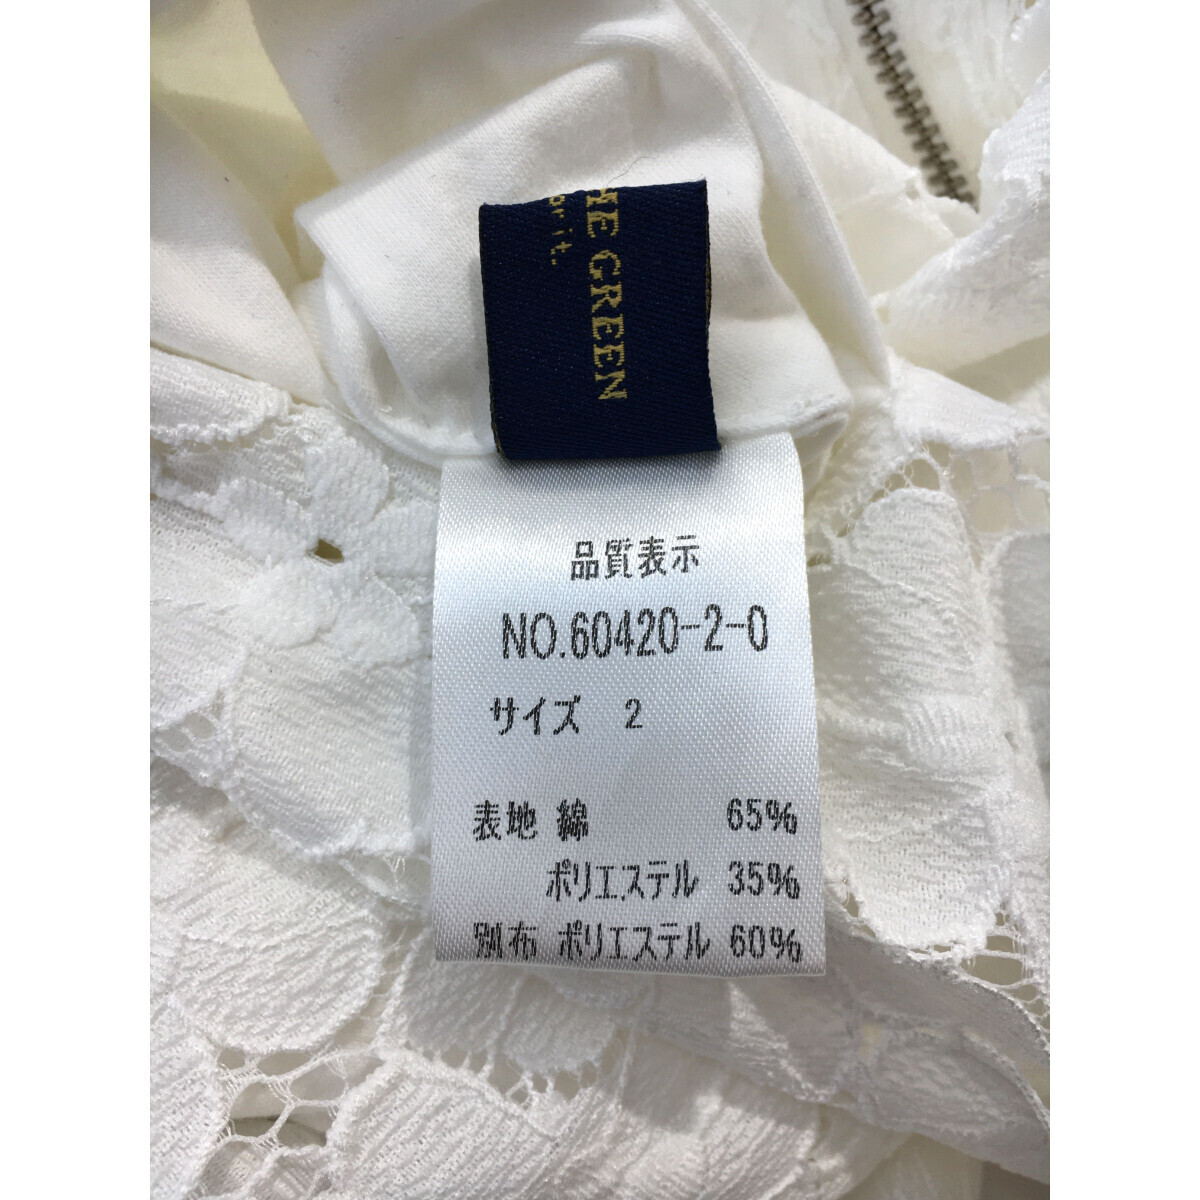 HE GREEN
orit.
品質表示
NO.60420-2-0
サイズ 2
表地 綿 65%
ポリエステル 35%
別布 ポリエステル 60%